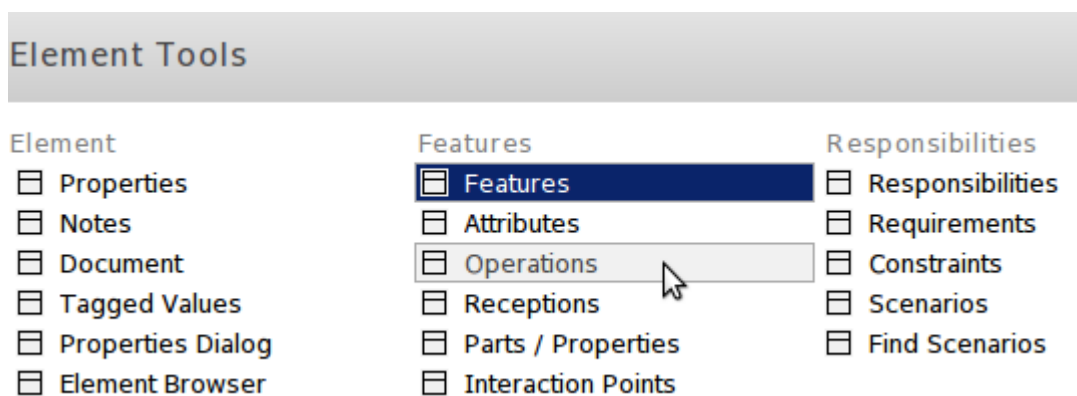 Element Tools
Element
Properties
Notes
Document
Tagged Values
Properties Dialog
Element Browser
Features
Features
Attributes
Operations
Receptions
Parts / Properties
Interaction Points
Responsibilities
Responsibilities
Requirements
Constraints
Scenarios
Find Scenarios